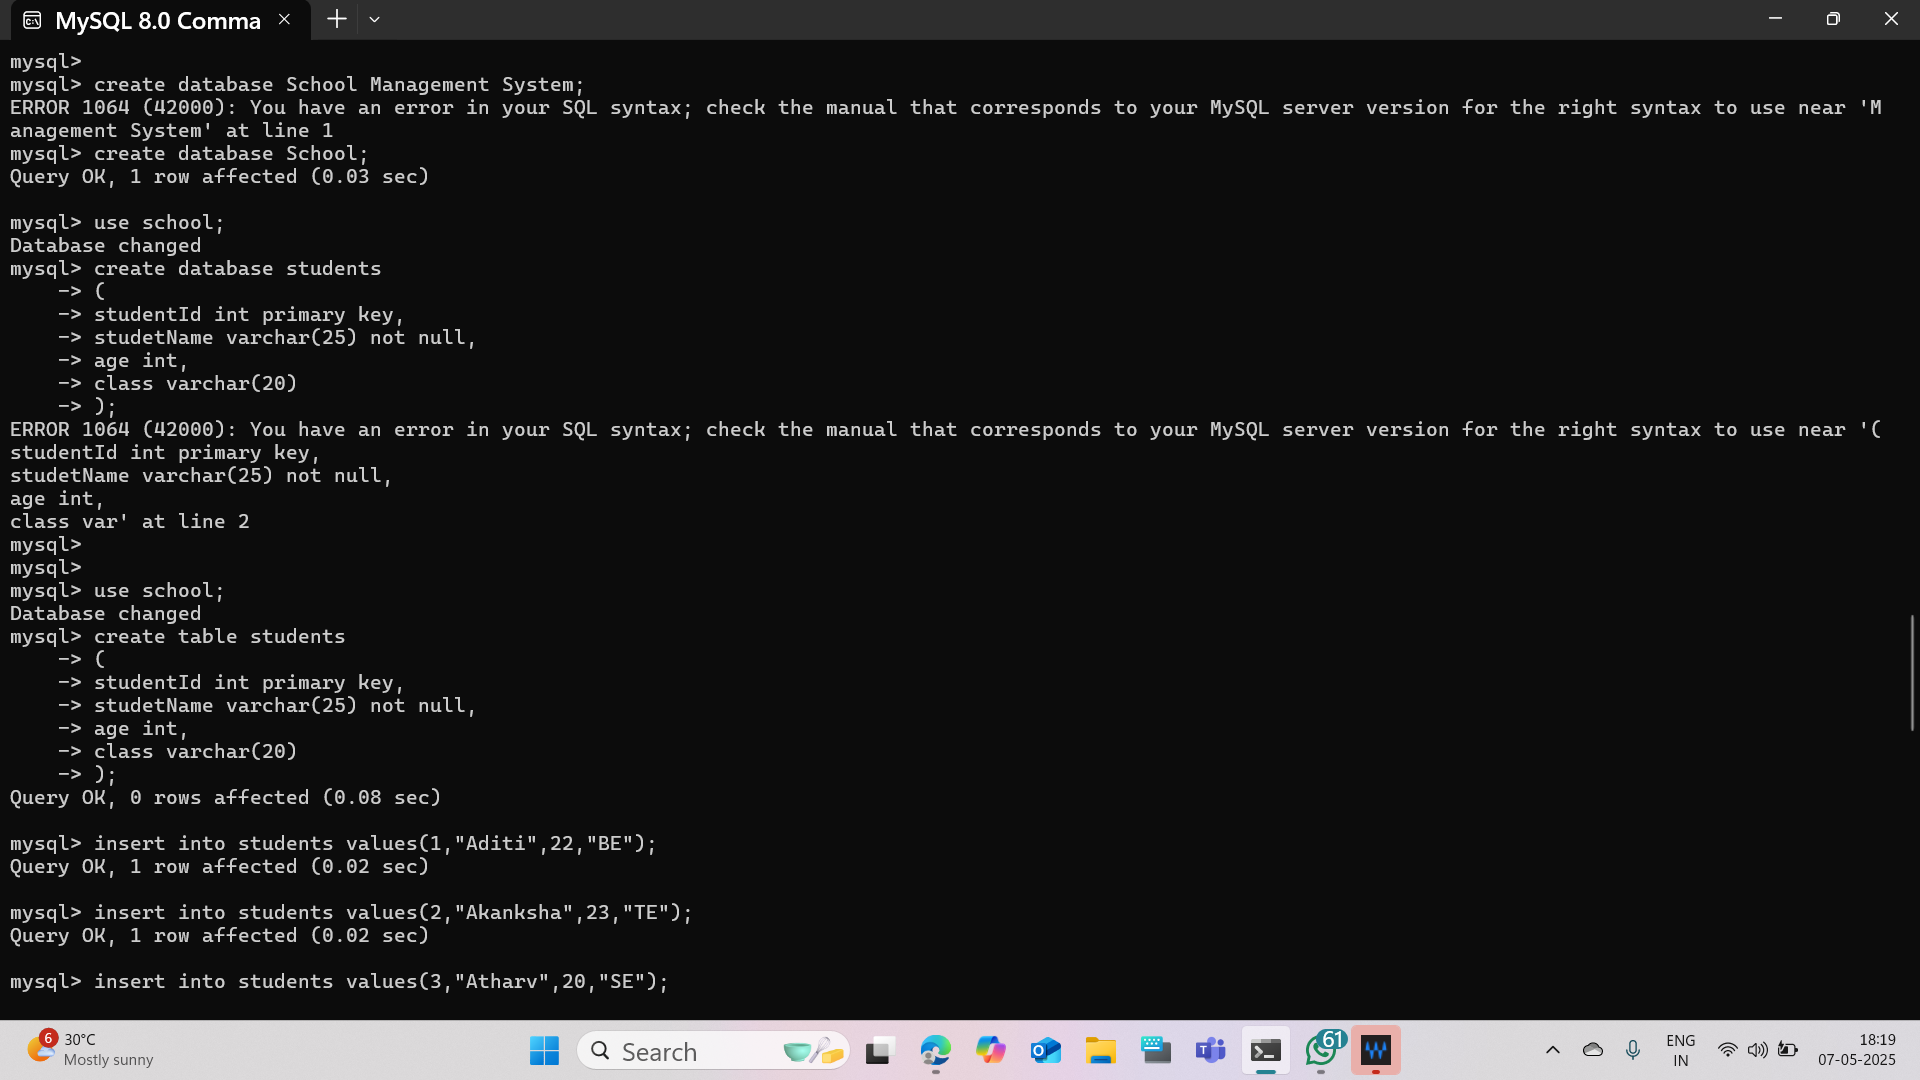 MySQL 8.0 Comma
mysql>
mysql> create database School Management System;
ERROR 1064 (42000): You have an error in your SQL syntax; check the manual that corresponds to your MySQL server version for the right syntax to use near 'M
anagement System' at line 1
mysql> create database School;
Query OK, 1 row affected (0.03 sec)
mysql> use school;
Database changed
mysql> create database students
-> (
-> studentId int primary key,
-> studetName varchar(25) not null,
-> age int,
-> class varchar(20)
-> );
ERROR 1064 (42000): You have an error in your SQL syntax; check the manual that corresponds to your MySQL server version for the right syntax to use near '(
studentId int primary key,
studetName varchar(25) not null,
age int,
class var' at line 2
mysql>
mysql>
mysql> use school;
Database changed
mysql> create table students
-> (
-> studentId int primary key,
-> studetName varchar(25) not null,
-> age int,
-> class varchar(20)
-> );
Query OK, 0 rows affected (0.08 sec)
mysql> insert into students values(1,"Aditi",22,"BE");
Query OK, 1 row affected (0.02 sec)
mysql> insert into students values(2,"Akanksha",23,"TE");
Query OK, 1 row affected (0.02 sec)
mysql> insert into students values(3,"Atharv",20,"SE");
6
30°C
Mostly sunny
Search
61
ENG
IN
18:19
07-05-2025